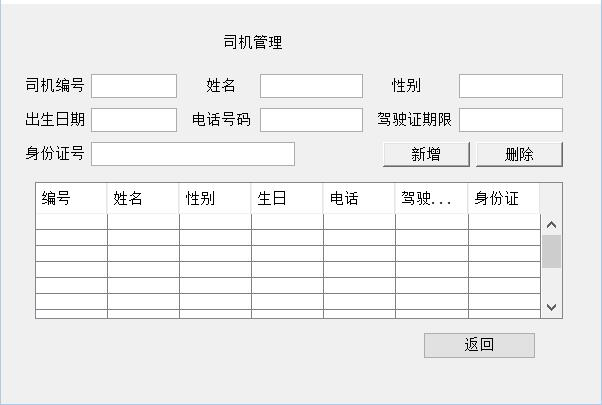 司机管理
司机编号 姓名 性别
出生日期 电话号码 驾驶证期限
身份证号 新增 删除
编号 姓名 性别 生日 电话 驾驶... 身份证
返回